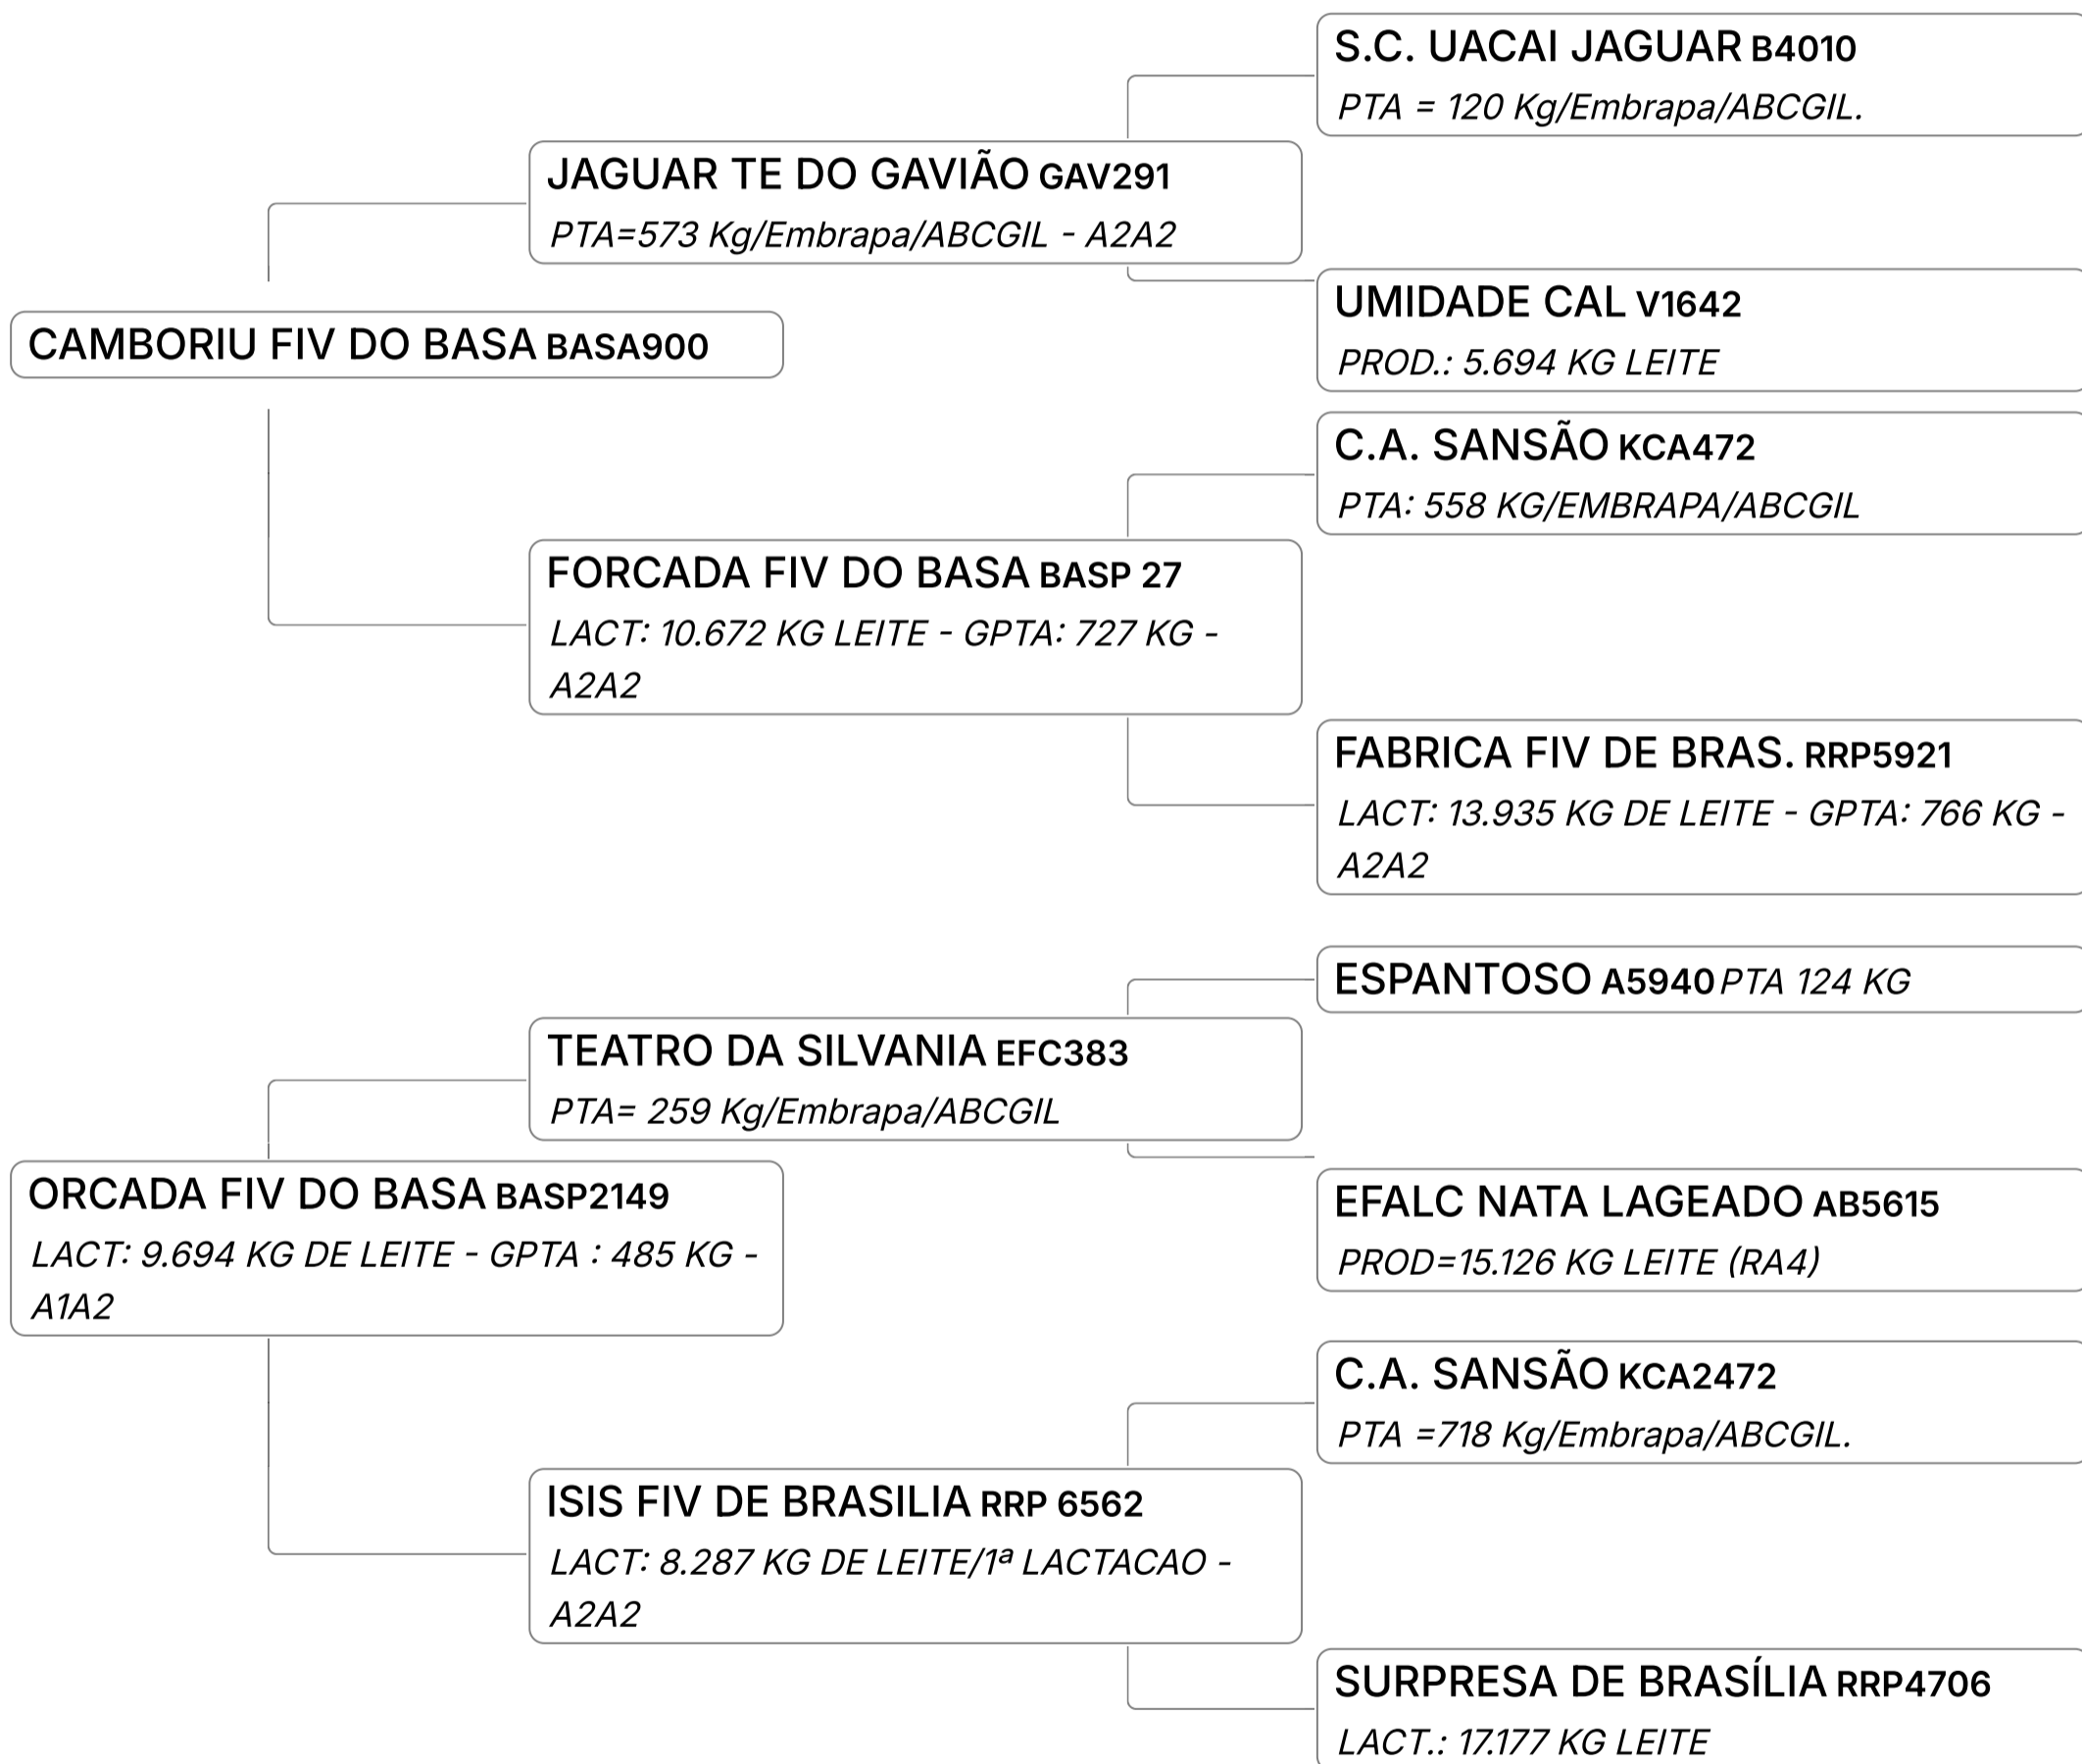 S.C. UACAI JAGUAR B4010
PTA = 120 Kg/Embrapa/ABCGIL.
JAGUAR TE DO GAVIÃO GAV291
PTA=573 Kg/Embrapa/ABCGIL - A2A2
UMIDADE CAL V1642
PROD.: 5.694 KG LEITE
CAMBORIU FIV DO BASA BASA900
C.A. SANSÃO KCA472
PTA: 558 KG/EMBRAPA/ABCGIL
FORCADA FIV DO BASA BASP 27
LACT: 10.672 KG LEITE - GPTA: 727 KG -
A2A2
FABRICA FIV DE BRAS. RRP5921
LACT: 13.935 KG DE LEITE - GPTA: 766 KG -
A2A2
ESPANTOSO A5940 PTA 124 KG
TEATRO DA SILVANIA EFC383
PTA= 259 Kg/Embrapa/ABCGIL
EFALC NATA LAGEADO AB5615
PROD=15.126 KG LEITE (RA4)
ORCADA FIV DO BASA BASP2149
LACT: 9.694 KG DE LEITE - GPTA : 485 KG -
A1A2
C.A. SANSÃO KCA2472
PTA =718 Kg/Embrapa/ABCGIL.
ISIS FIV DE BRASILIA RRP 6562
LACT: 8.287 KG DE LEITE/1ª LACTACAO -
A2A2
SURPRESA DE BRASÍLIA RRP4706
LACT.: 17.177 KG LEITE